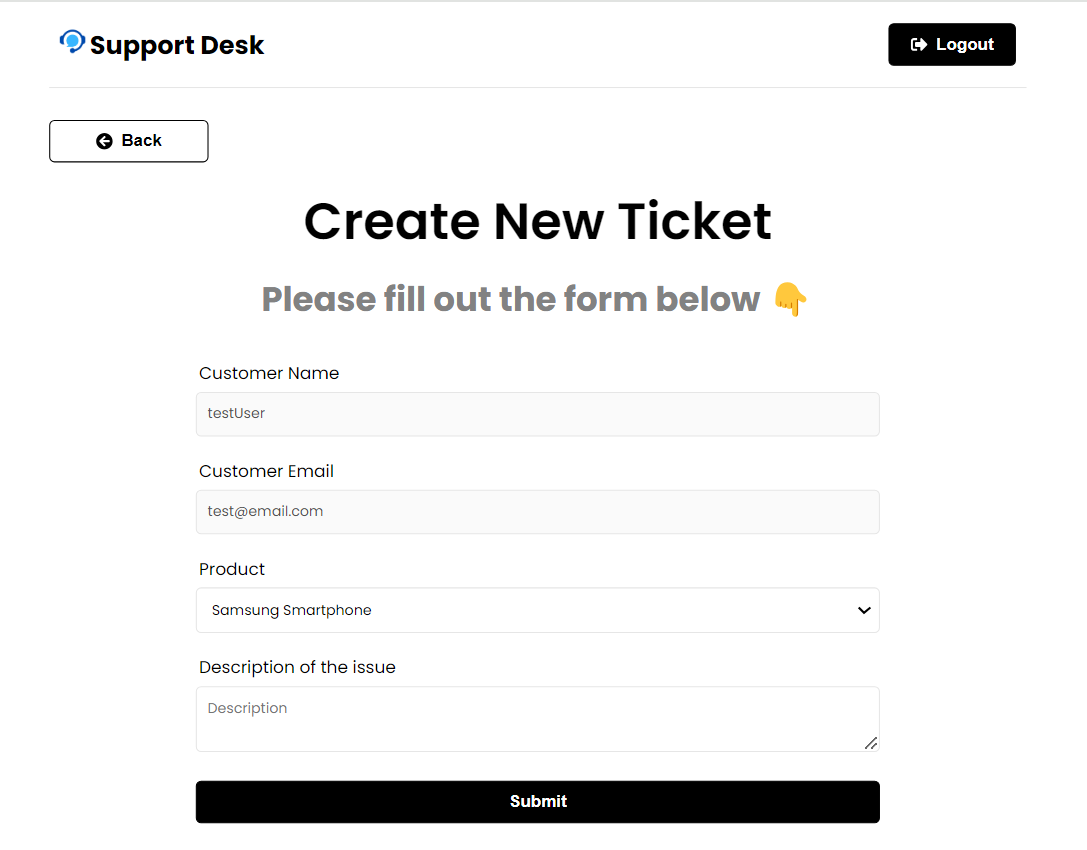 Support Desk
Logout
Back
Create New Ticket
Please fill out the form below 👇
Customer Name
testUser
Customer Email
test@email.com
Product
Samsung Smartphone
Description of the issue
Description
Submit